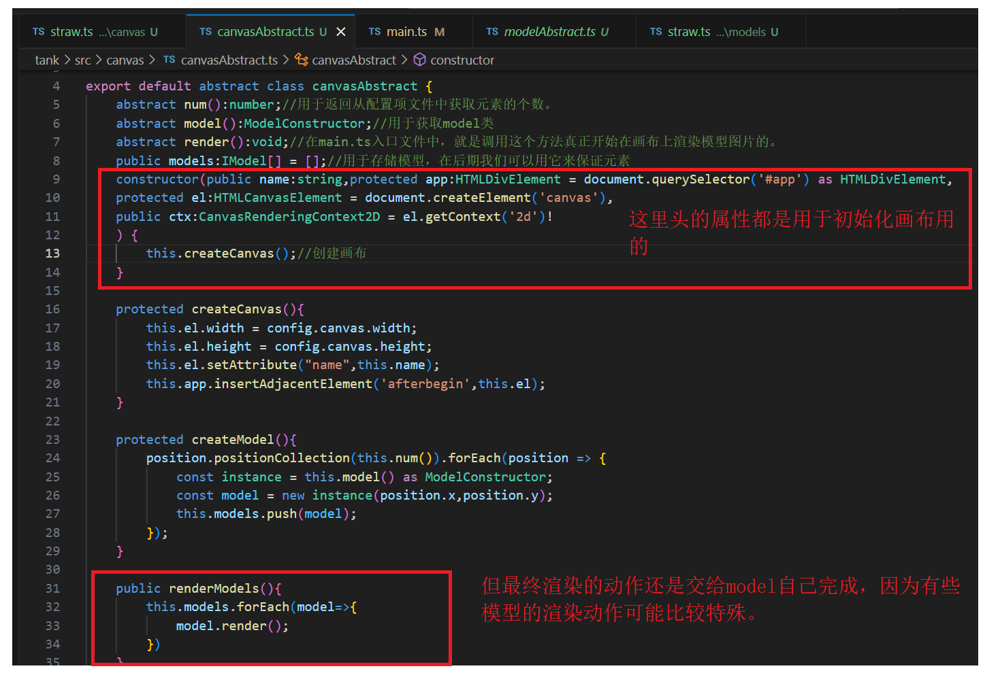 TS straw.ts ...\canvas U TS canvasAbstract.ts U × TS main.ts M TS modelAbstract.ts U TS straw.ts ...\models U
tank > src > canvas > TS canvasAbstract.ts > canvasAbstract > constructor
4 export default abstract class canvasAbstract {
5 abstract num():number;//用于返回从配置项文件中获取元素的个数。
6 abstract model():ModelConstructor;//用于获取model类
7 abstract render():void;//在main.ts入口文件中，就是调用这个方法真正开始在画布上渲染模型图片的。
8 public models:IModel[] = [];//用于存储模型，在后期我们可以用它来保证元素
9 constructor(public name:string,protected app:HTMLDivElement = document.querySelector('#app') as HTMLDivElement,
10 protected el:HTMLCanvasElement = document.createElement('canvas'),
11 public ctx:CanvasRenderingContext2D = el.getContext('2d')!
这里头的属性都是用于初始化画布用
的
12 ) {
13 this.createCanvas();//创建画布
14 }
15
16 protected createCanvas(){
17 this.el.width = config.canvas.width;
18 this.el.height = config.canvas.height;
19 this.el.setAttribute("name",this.name);
20 this.app.insertAdjacentElement('afterbegin',this.el);
21 }
22
23 protected createModel(){
24 position.positionCollection(this.num()).forEach(position => {
25 const instance = this.model() as ModelConstructor;
26 const model = new instance(position.x,position.y);
27 this.models.push(model);
28 });
29 }
30
31 public renderModels(){
32 this.models.forEach(model=>{
33 model.render();
34 })
35 }
但最终渲染的动作还是交给model自己完成，因为有些
模型的渲染动作可能比较特殊。